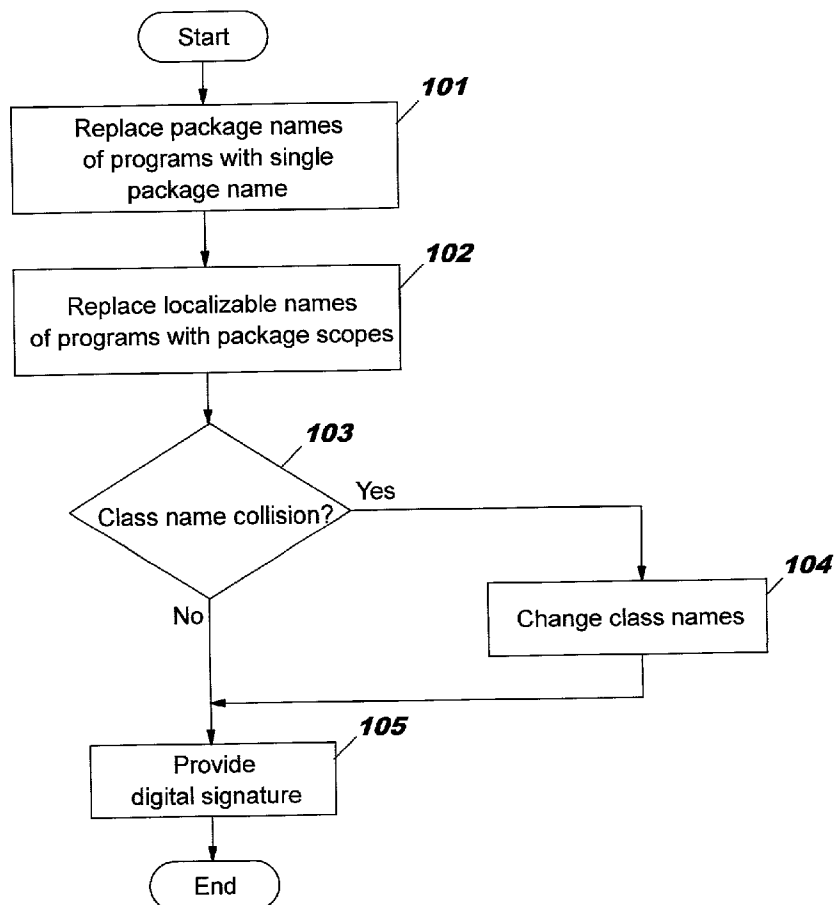 Start
101
Replace package names
of programs with single
package name
102
Replace localizable names
of programs with package scopes
103
Class name collision?
Yes
No
104
Change class names
105
Provide
digital signature
End